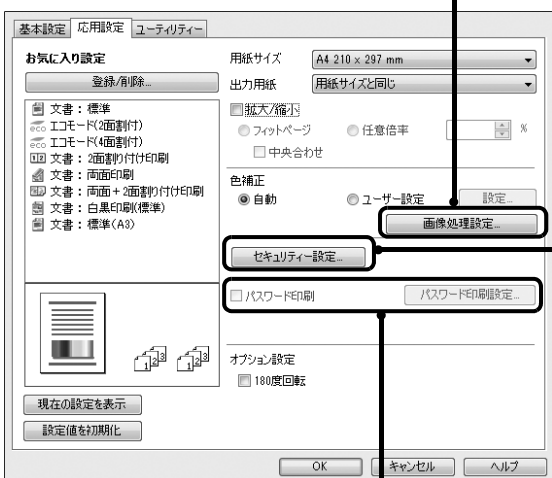 基本設定 応用設定 ユーティリティー
お気に入り設定
登録/削除...
文書：標準
eco エコモード(2面割付)
eco エコモード(4面割付)
文書：2面割り付け印刷
文書：両面印刷
文書：両面+2面割り付け印刷
文書：白黒印刷(標準)
文書：標準(A3)
1 2 3 1 2 3
現在の設定を表示
設定値を初期化
用紙サイズ A4 210 x 297 mm
出力用紙 用紙サイズと同じ
拡大/縮小
フィットページ 任意倍率 %
中央合わせ
色補正
自動 ユーザー設定 設定...
画像処理設定...
セキュリティー設定...
パスワード印刷 パスワード印刷設定...
オプション設定
180度回転
OK キャンセル ヘルプ